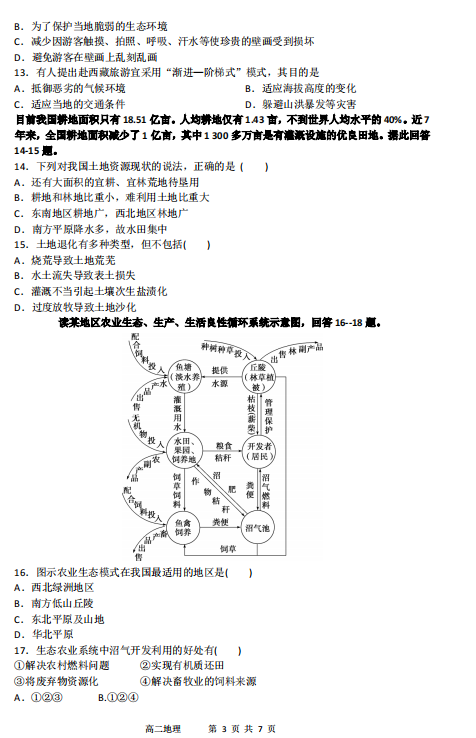 B．为了保护当地脆弱的生态环境
C．减少因游客触摸、拍照、呼吸、汗水等使珍贵的壁画受到损坏
D．避免游客在壁画上乱刻乱画
13．有人提出赴西藏旅游宜采用“渐进—阶梯式”模式，其目的是
A．抵御恶劣的气候环境 B．适应海拔高度的变化
C．适应当地的交通条件 D．躲避山洪暴发等灾害
目前我国耕地面积只有 18.51 亿亩。人均耕地仅有 1.43 亩，不到世界人均水平的 40%。近 7
年来，全国耕地面积减少了 1 亿亩，其中 1 300 多万亩是有灌溉设施的优良田地。据此回答
14-15 题。
14．下列对我国土地资源现状的说法，正确的是（ ）
A．还有大面积的宜耕、宜林荒地待垦用
B．耕地和林地比重小，难利用土地比重大
C．东南地区耕地广，西北地区林地广
D．南方平原降水多，故水田集中
15．土地退化有多种类型，但不包括( )
A．烧荒导致土地荒芜
B．水土流失导致表土损失
C．灌溉不当引起土壤次生盐渍化
D．过度放牧导致土地沙化
读某地区农业生态、生产、生活良性循环系统示意图，回答 16--18 题。
配合饲料投入
种树种草投入
出售林副产品
鱼塘
（淡水养
殖）
提供
水源
丘陵
（林草植
被）
出售水产品
灌溉用水
枯枝(薪柴)
管理保护
无机物投入
水田、
果园、
饲养地
粮食
秸秆
开发者
（居民）
农副产品
饲草饲料
作物秸秆
沼肥
粪便
沼气燃料
配合饲料投入
鱼禽
饲养
粪便
沼气池
出售畜产品
饲草
16．图示农业生态模式在我国最适用的地区是( )
A．西北绿洲地区
B．南方低山丘陵
C．东北平原及山地
D．华北平原
17．生态农业系统中沼气开发利用的好处有( )
①解决农村燃料问题 ②实现有机质还田
③将废弃物资源化 ④解决畜牧业的饲料来源
A．①②③ B.①②④
高二地理 第 3 页 共 7 页